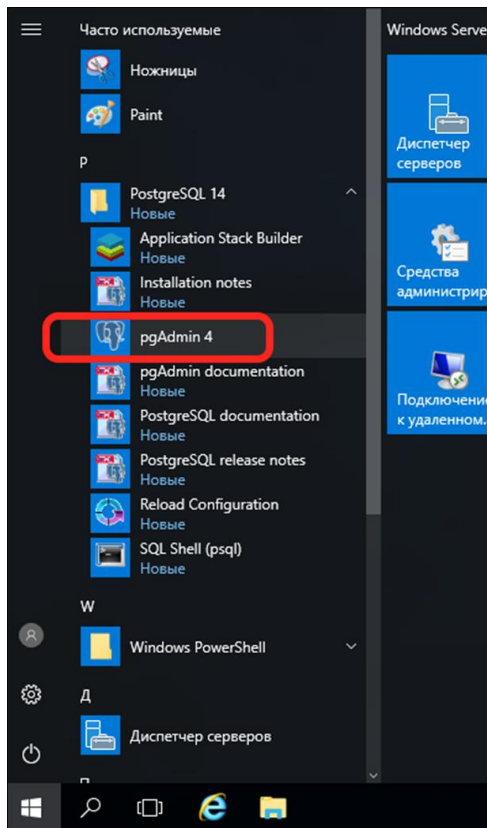 Часто используемые
Windows Serve
Ножницы
Paint
Диспетчер
серверов
P
PostgreSQL 14
Новые
Application Stack Builder
Новые
Installation notes
Новые
Средства
администрир
pgAdmin 4
pgAdmin documentation
Новые
PostgreSQL documentation
Новые
Подключение
к удаленном...
PostgreSQL release notes
Новые
Reload Configuration
Новые
SQL Shell (psql)
Новые
W
Windows PowerShell
Д
Диспетчер серверов
П